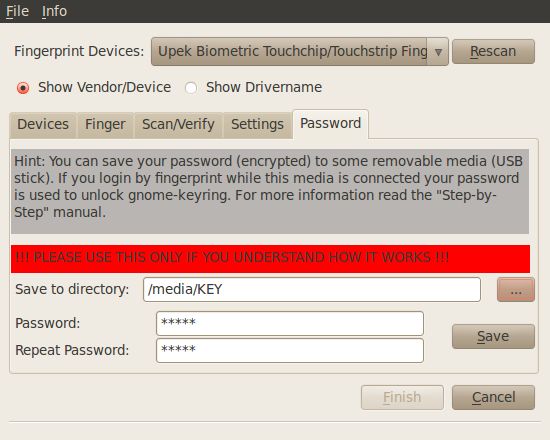 File Info
Fingerprint Devices: Upek Biometric Touchchip/Touchstrip Fing Rescan
Show Vendor/Device Show Drivername
Devices Finger Scan/Verify Settings Password
Hint: You can save your password (encrypted) to some removable media (USB
stick). If you login by fingerprint while this media is connected your password
is used to unlock gnome-keyring. For more information read the "Step-by-
Step" manual.
!!! PLEASE USE THIS ONLY IF YOU UNDERSTAND HOW IT WORKS !!!
Save to directory: /media/KEY ...
Password: *****
Repeat Password: *****
Save
Finish Cancel